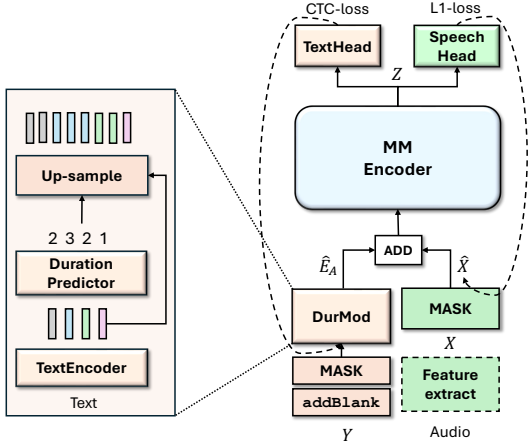 CTC-loss
L1-loss
TextHead
Speech
Head
Z
MM
Encoder
ADD
Ê_A
X̂
DurMod
MASK
X
MASK
addBlank
Feature
extract
Y
Audio
Up-sample
2 3 2 1
Duration
Predictor
TextEncoder
Text